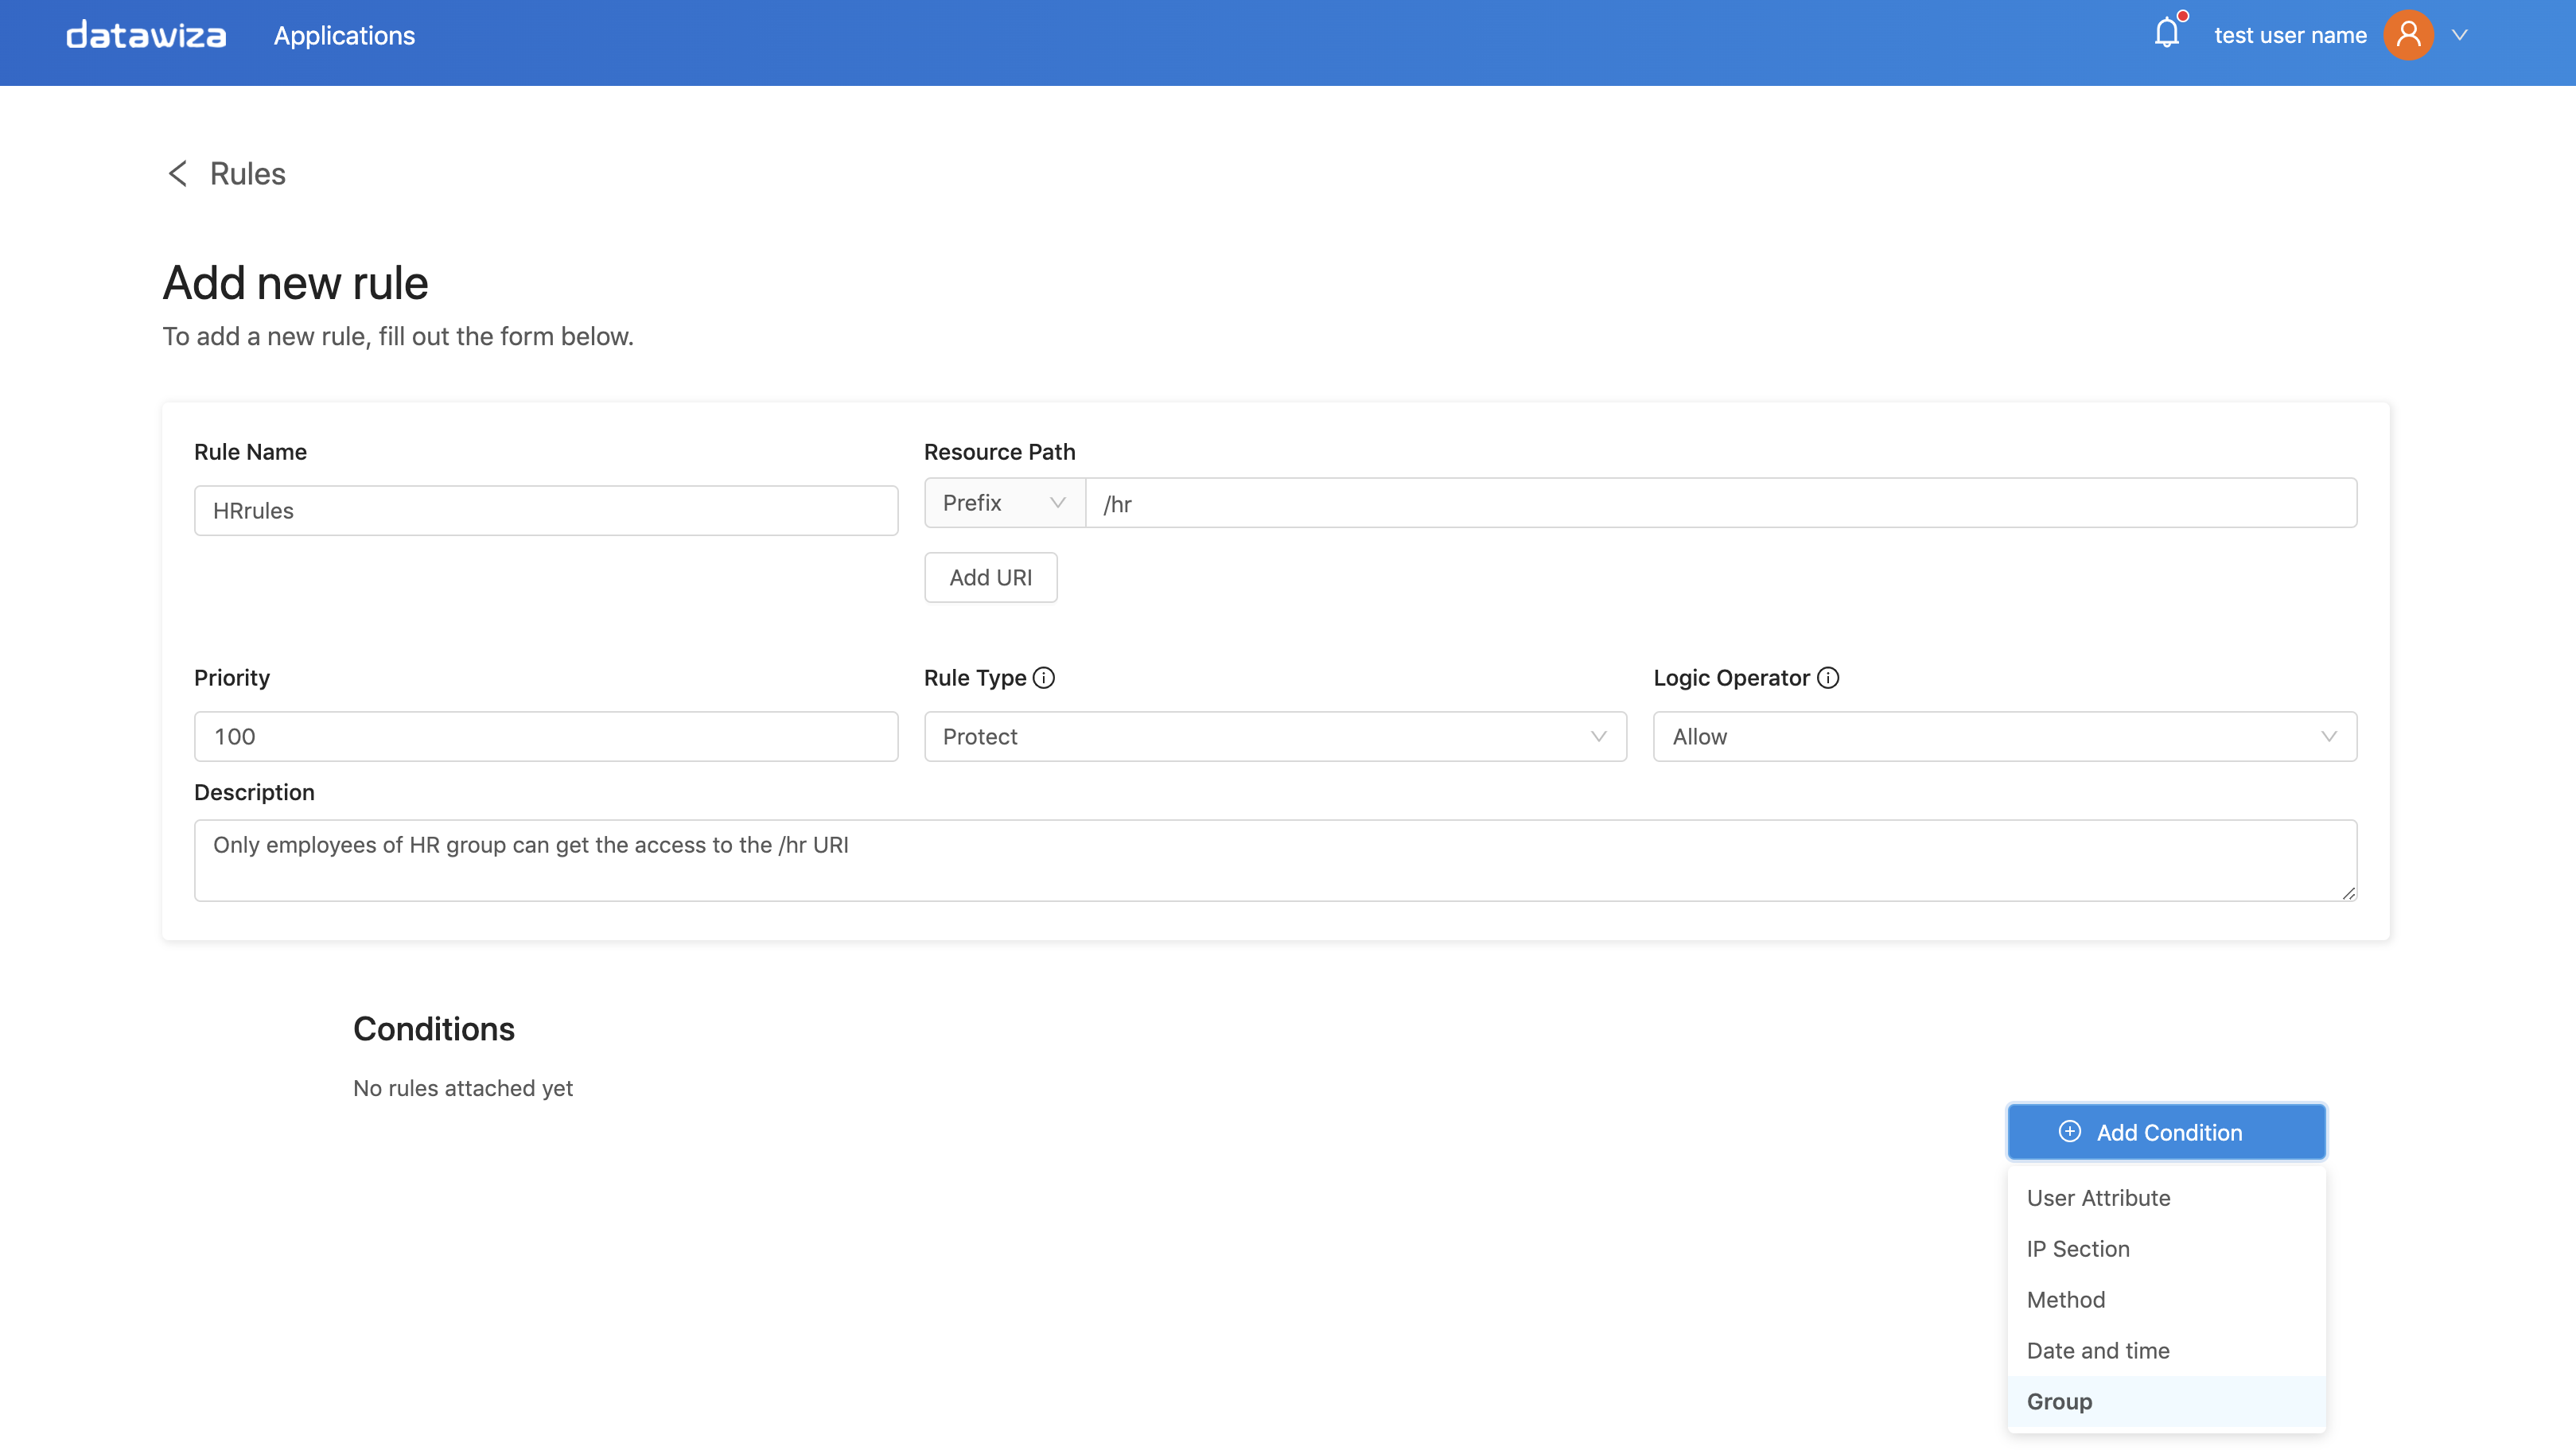 datawiza Applications test user name
Rules
Add new rule
To add a new rule, fill out the form below.
Rule Name Resource Path
HRrules Prefix /hr
Add URI
Priority Rule Type Logic Operator
100 Protect Allow
Description
Only employees of HR group can get the access to the /hr URI
Conditions
No rules attached yet
Add Condition
User Attribute
IP Section
Method
Date and time
Group